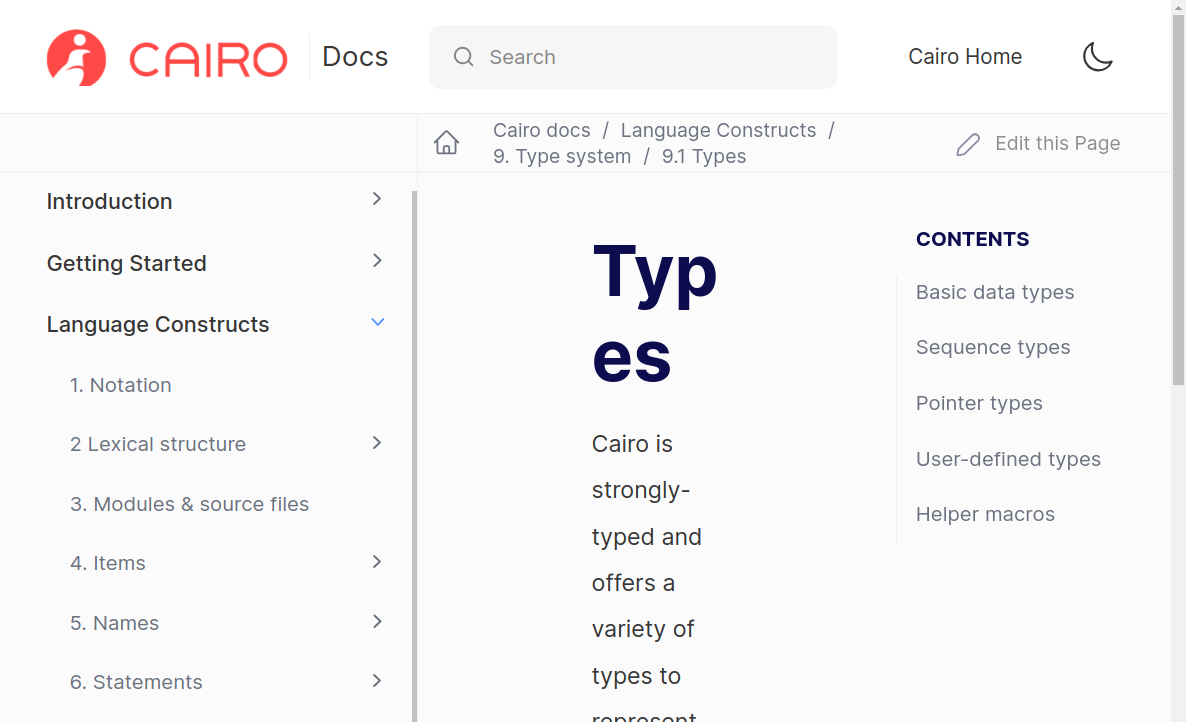 CAIRO Docs
Search
Cairo Home
Cairo docs / Language Constructs /
9. Type system / 9.1 Types
Edit this Page
Introduction
Getting Started
Language Constructs
1. Notation
2 Lexical structure
3. Modules & source files
4. Items
5. Names
6. Statements
Typ
es
Cairo is
strongly-
typed and
offers a
variety of
types to
represent
CONTENTS
Basic data types
Sequence types
Pointer types
User-defined types
Helper macros